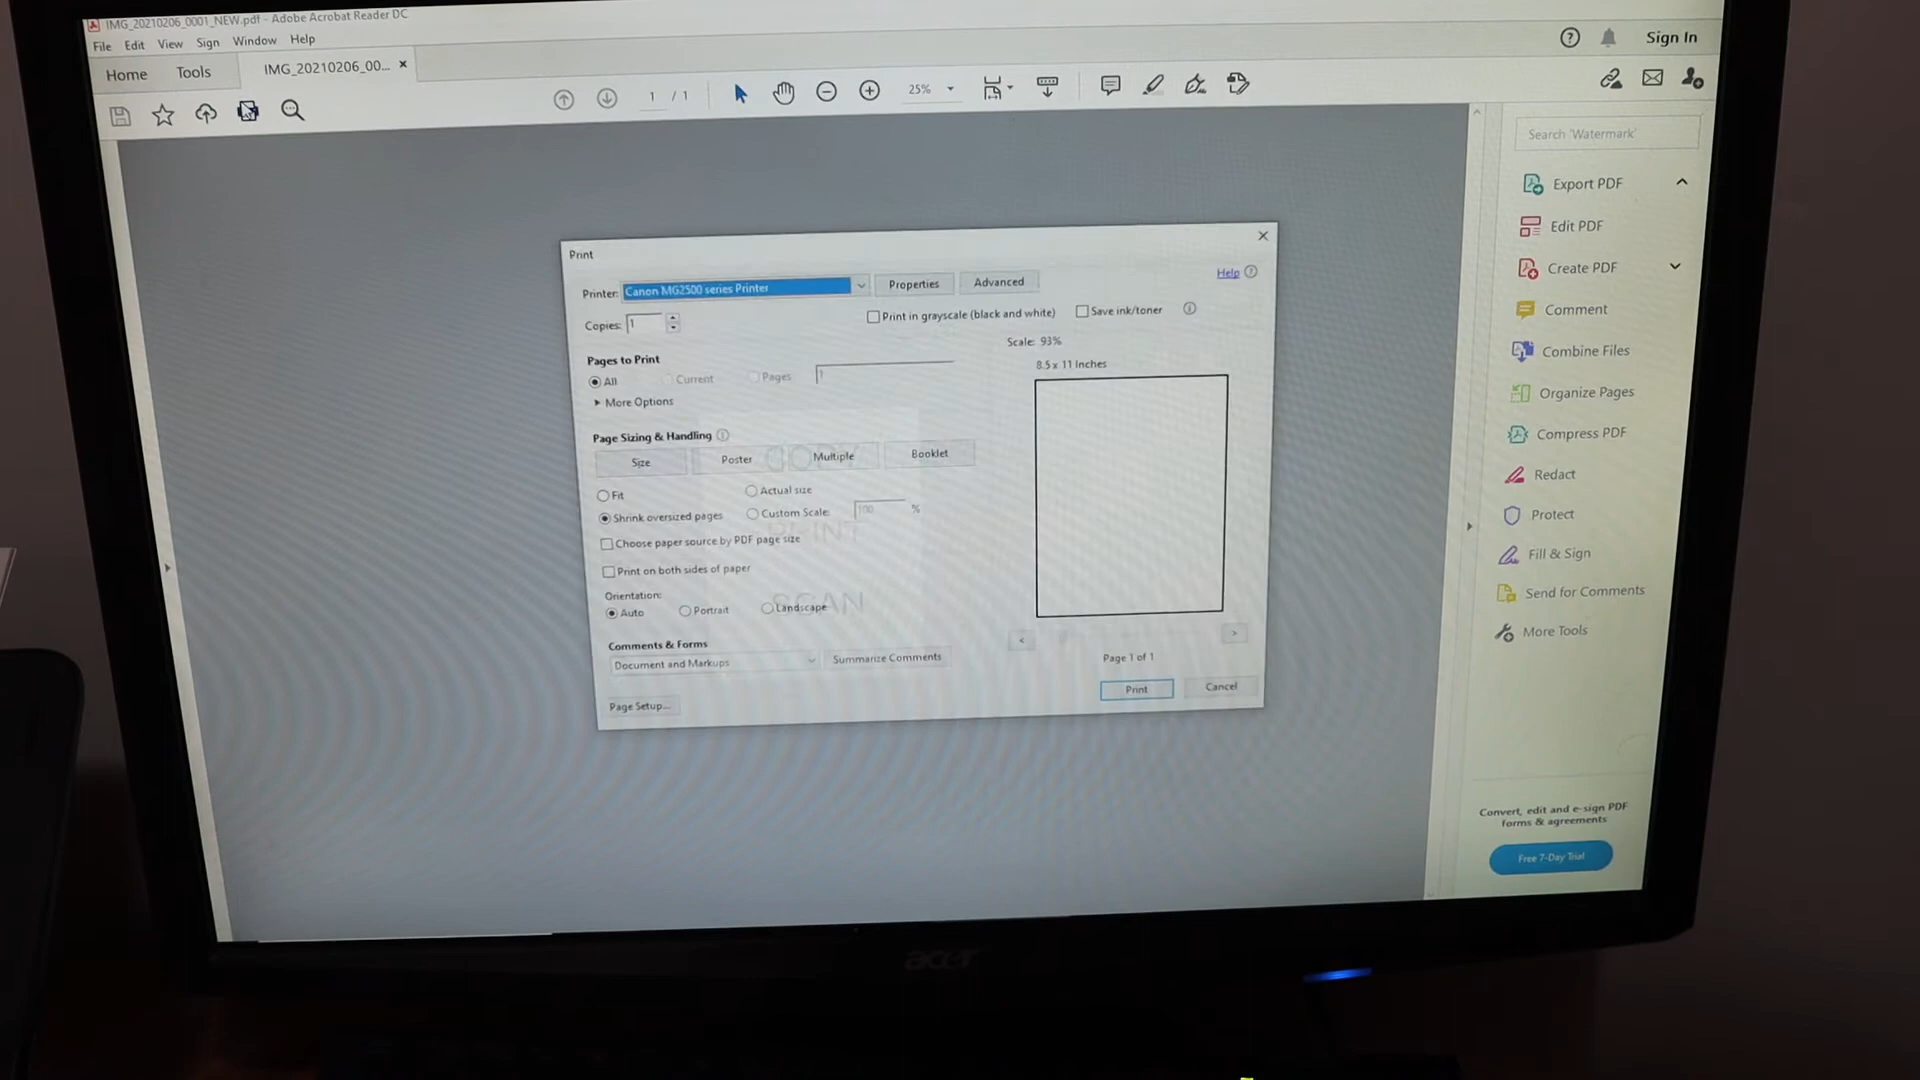 IMG_20210206_0001_NEW.pdf - Adobe Acrobat Reader DC
File Edit View Sign Window Help
Home Tools IMG_20210206_00... ×
1 / 1 25%
Sign In
Search 'Watermark'
Export PDF
Edit PDF
Create PDF
Comment
Combine Files
Organize Pages
Compress PDF
Redact
Protect
Fill & Sign
Send for Comments
More Tools
Convert, edit and e-sign PDF
forms & agreements
Free 7-Day Trial
Print
Printer: Canon MG2500 series Printer Properties Advanced Help
Copies: 1 Print in grayscale (black and white) Save ink/toner
Scale: 93%
8.5 x 11 Inches
Pages to Print
All Current Pages 1
More Options
Page Sizing & Handling
Size Poster Multiple Booklet
Fit Actual size
Shrink oversized pages Custom Scale: 100 %
Choose paper source by PDF page size
Print on both sides of paper
Orientation:
Auto Portrait Landscape
Comments & Forms
Document and Markups Summarize Comments
Page Setup...
< >
Page 1 of 1
Print Cancel
COPY
PRINT
SCAN
acer